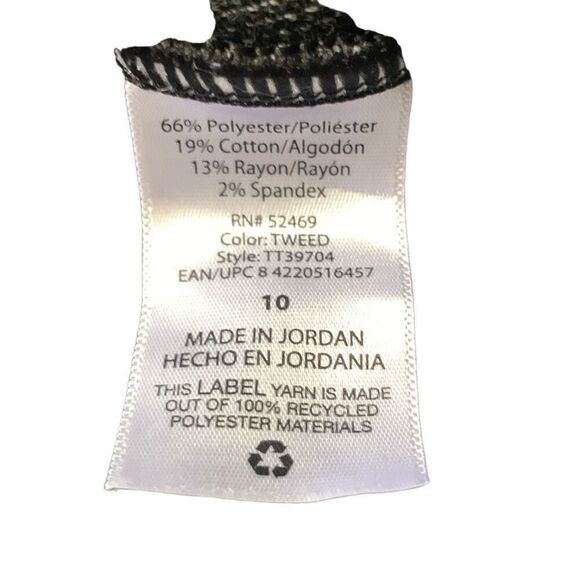 66% Polyester/Poliéster
19% Cotton/Algodón
13% Rayon/Rayón
2% Spandex
RN# 52469
Color: TWEED
Style: TT39704
EAN/UPC 8 4220516457
10
MADE IN JORDAN
HECHO EN JORDANIA
THIS LABEL YARN IS MADE
OUT OF 100% RECYCLED
POLYESTER MATERIALS